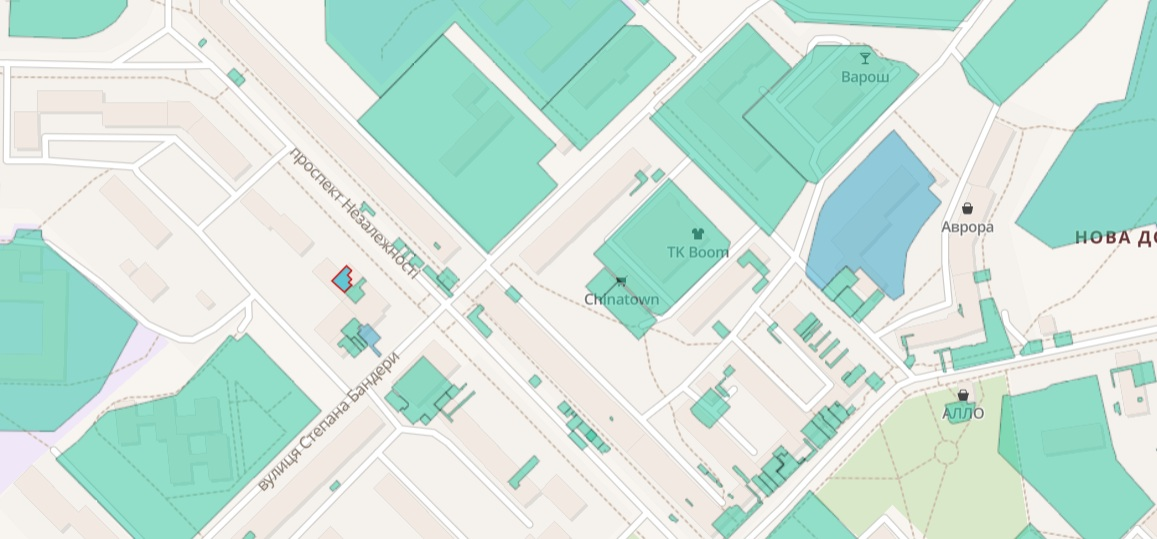 Варош
проспект Незалежності
Аврора
НОВА ДО
ТК Boom
Chinatown
вулиця Степана Бандери
АЛЛО